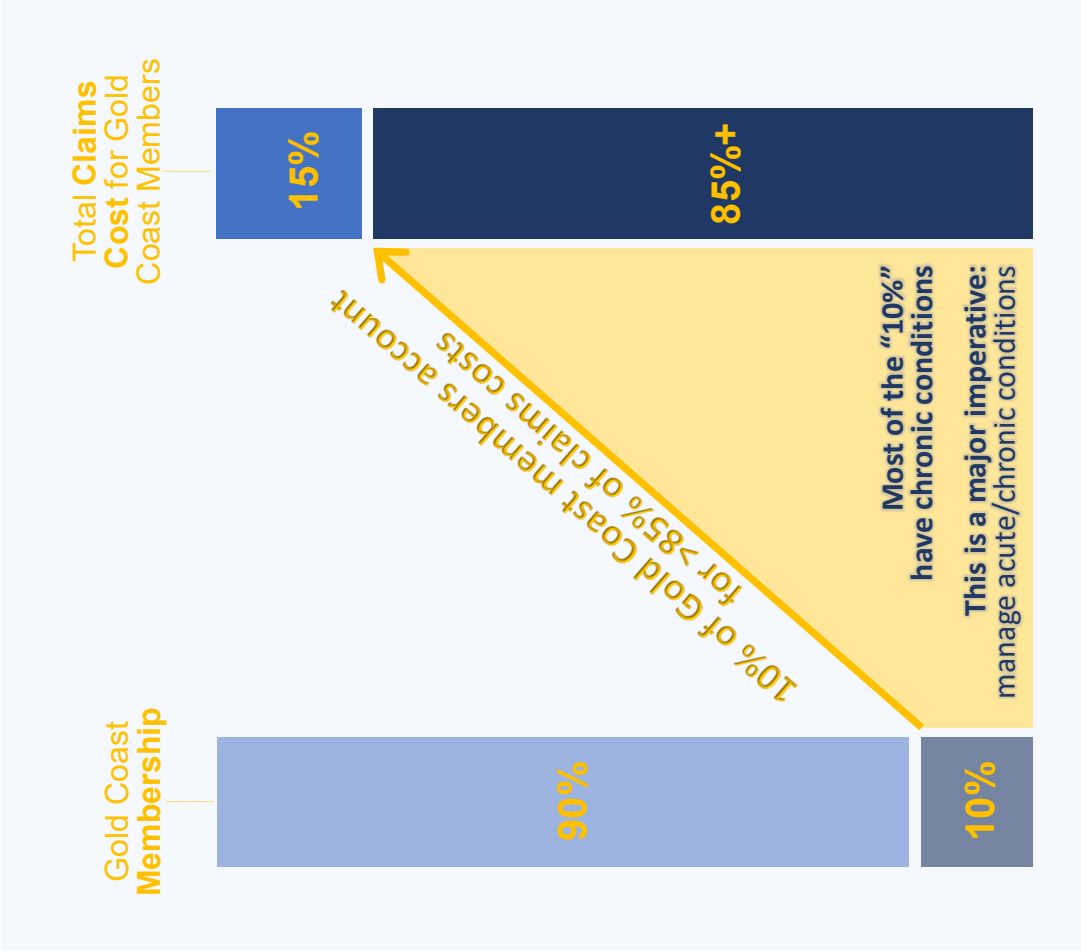 Gold Coast
Membership
Total Claims
Cost for Gold
Coast Members
90%
10%
15%
85%+
10% of Gold Coast members account
for >85% of claims costs
Most of the “10%”
have chronic conditions
This is a major imperative:
manage acute/chronic conditions